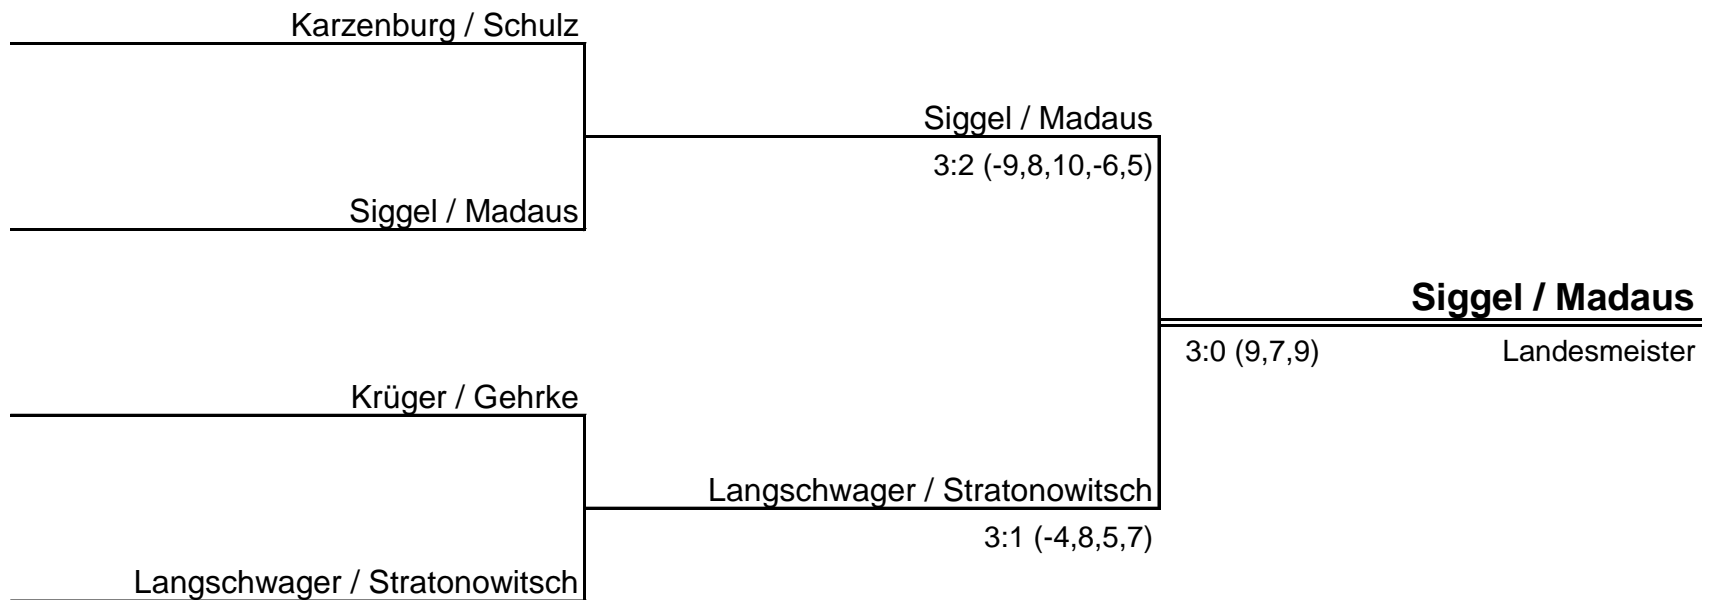 Karzenburg / Schulz
Siggel / Madaus
3:2 (-9,8,10,-6,5)
Siggel / Madaus
Siggel / Madaus
3:0 (9,7,9)
Landesmeister
Krüger / Gehrke
Langschwager / Stratonowitsch
3:1 (-4,8,5,7)
Langschwager / Stratonowitsch